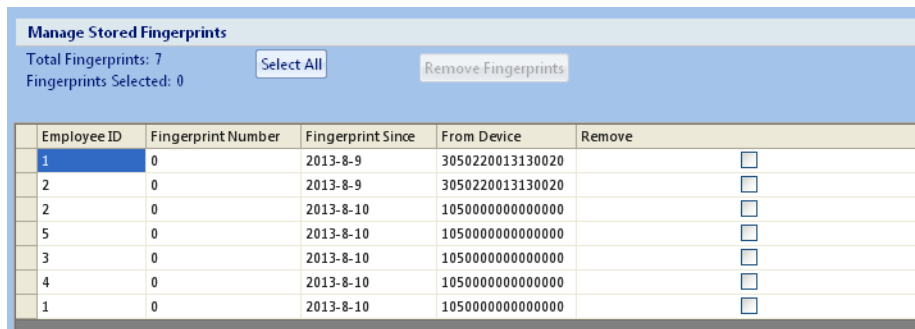 Manage Stored Fingerprints
Total Fingerprints: 7
Select All
Remove Fingerprints
Fingerprints Selected: 0
Employee ID Fingerprint Number Fingerprint Since From Device Remove
1 0 2013-8-9 3050220013130020
2 0 2013-8-9 3050220013130020
2 0 2013-8-10 1050000000000000
5 0 2013-8-10 1050000000000000
3 0 2013-8-10 1050000000000000
4 0 2013-8-10 1050000000000000
1 0 2013-8-10 1050000000000000